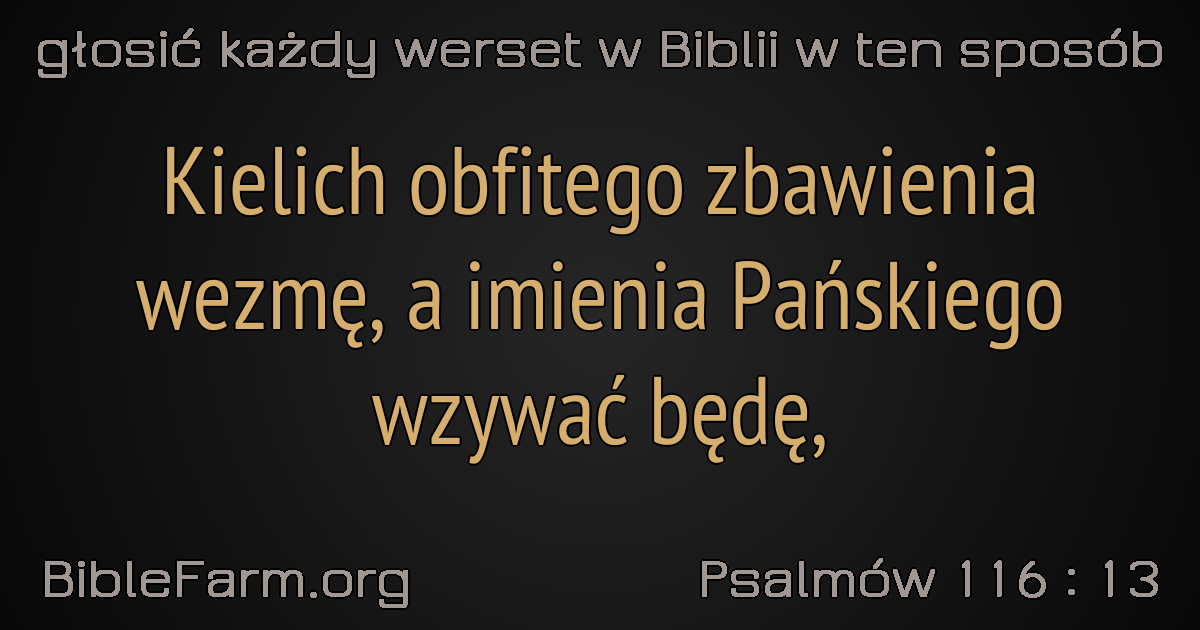 głosić każdy werset w Biblii w ten sposób
Kielich obfitego zbawienia
wezmę, a imienia Pańskiego
wzywać będę,
BibleFarm.org
Psalmów 116 : 13